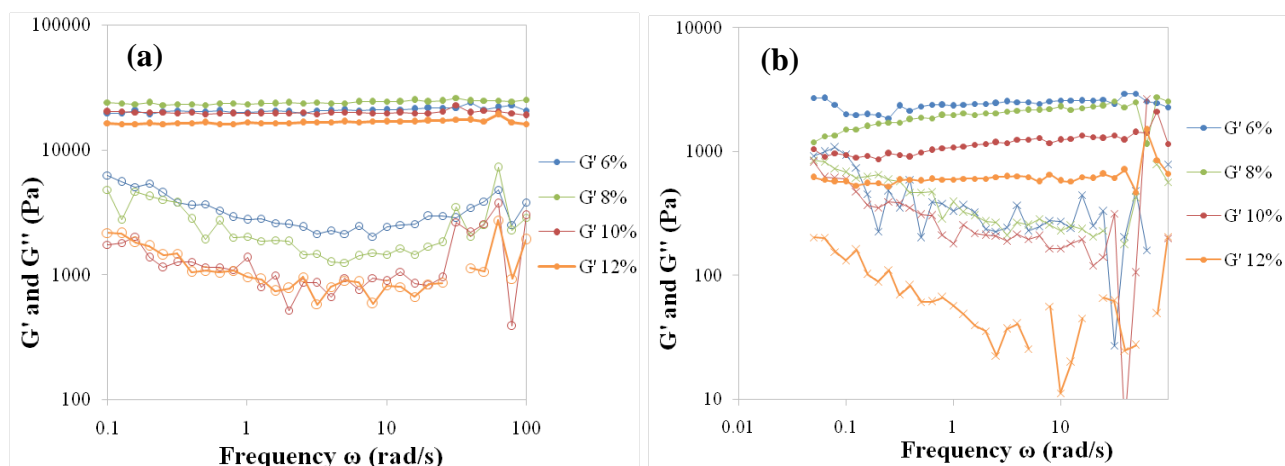 (a)
100000
10000
1000
100
G' and G'' (Pa)
0.1 1 10 100
Frequency ω (rad/s)
G' 6%
G' 8%
G' 10%
G' 12%
(b)
10000
1000
100
10
G' and G'' (Pa)
0.01 0.1 1 10
Frequency ω (rad/s)
G' 6%
G' 8%
G' 10%
G' 12%